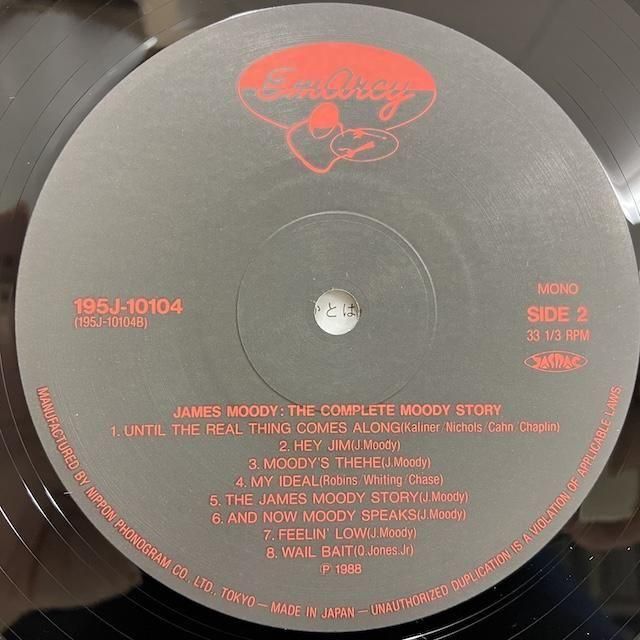 EmArcy
195J-10104
(195J-10104B)
とは
MONO
SIDE 2
33 1/3 RPM
JASRAC
JAMES MOODY: THE COMPLETE MOODY STORY
1. UNTIL THE REAL THING COMES ALONG(Kaliner/Nichols/Cahn/Chaplin)
2. HEY JIM(J.Moody)
3. MOODY'S THEHE(J.Moody)
4. MY IDEAL(Robins/Whiting/Chase)
5. THE JAMES MOODY STORY(J.Moody)
6. AND NOW MOODY SPEAKS(J.Moody)
7. FEELIN' LOW(J.Moody)
8. WAIL BAIT(Q.Jones.Jr)
Ⓟ 1988
MANUFACTURED BY NIPPON PHONOGRAM CO., LTD., TOKYO — MADE IN JAPAN — UNAUTHORIZED DUPLICATION IS A VIOLATION OF APPLICABLE LAWS.